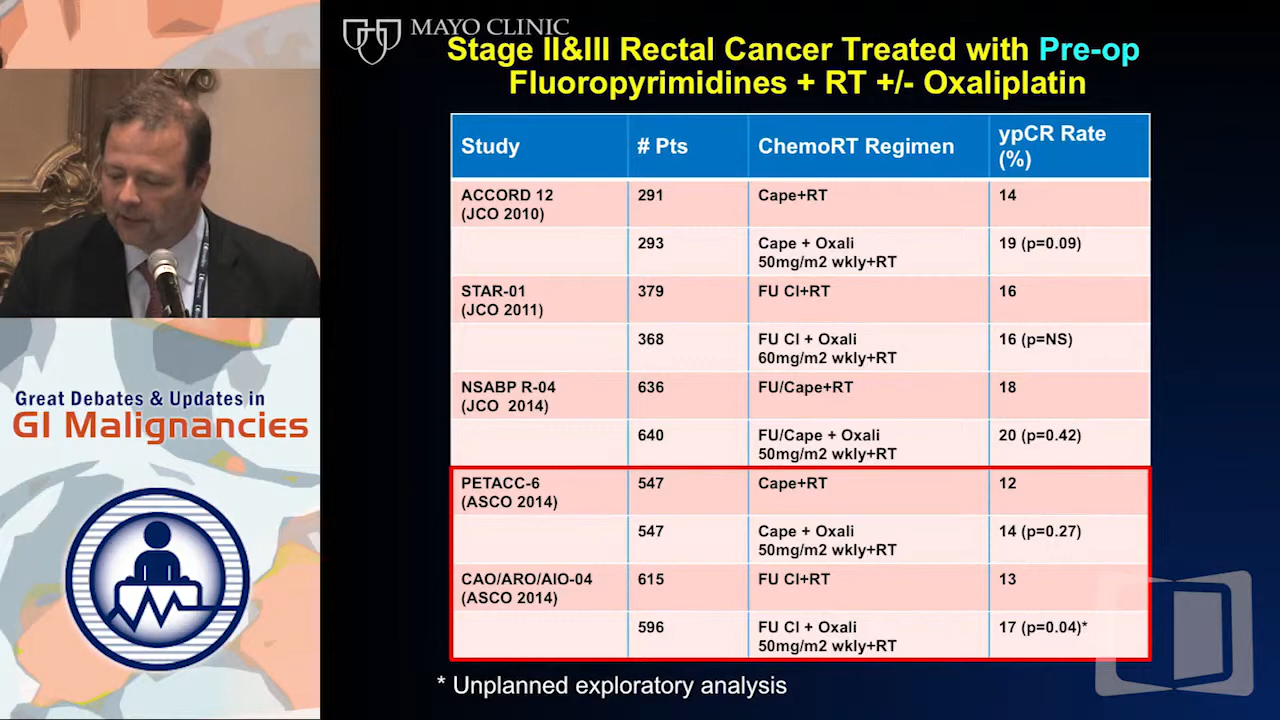 MAYO CLINIC
Stage II&III Rectal Cancer Treated with Pre-op
Fluoropyrimidines + RT +/- Oxaliplatin
Study # Pts ChemoRT Regimen ypCR Rate (%)
ACCORD 12 291 Cape+RT 14
(JCO 2010)
293 Cape + Oxali 19 (p=0.09)
50mg/m2 wkly+RT
STAR-01 379 FU CI+RT 16
(JCO 2011)
368 FU CI + Oxali 16 (p=NS)
60mg/m2 wkly+RT
NSABP R-04 636 FU/Cape+RT 18
(JCO 2014)
640 FU/Cape + Oxali 20 (p=0.42)
50mg/m2 wkly+RT
PETACC-6 547 Cape+RT 12
(ASCO 2014)
547 Cape + Oxali 14 (p=0.27)
50mg/m2 wkly+RT
CAO/ARO/AIO-04 615 FU CI+RT 13
(ASCO 2014)
596 FU CI + Oxali 17 (p=0.04)*
50mg/m2 wkly+RT
* Unplanned exploratory analysis
Great Debates & Updates in
GI Malignancies